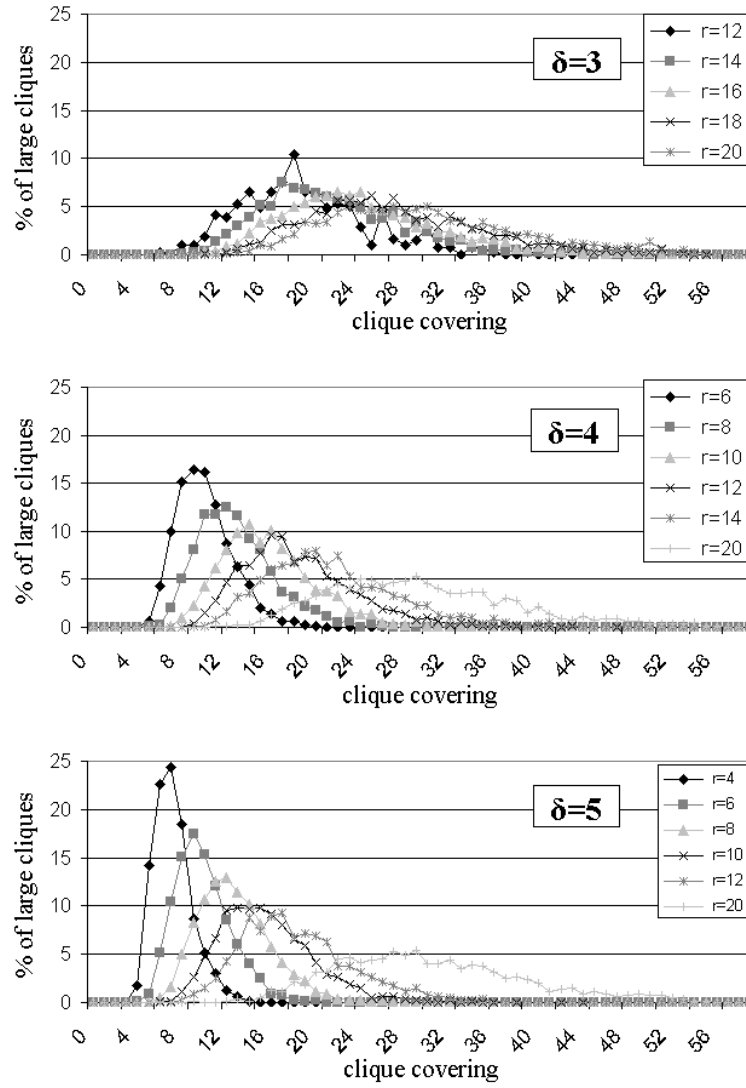 25
20
15
10
5
0
% of large cliques
δ=3
r=12
r=14
r=16
r=18
r=20
0 4 8 12 16 20 24 28 32 36 40 44 48 52 56
clique covering
25
20
15
10
5
0
% of large cliques
δ=4
r=6
r=8
r=10
r=12
r=14
r=20
0 4 8 12 16 20 24 28 32 36 40 44 48 52 56
clique covering
25
20
15
10
5
0
% of large cliques
δ=5
r=4
r=6
r=8
r=10
r=12
r=20
0 4 8 12 16 20 24 28 32 36 40 44 48 52 56
clique covering